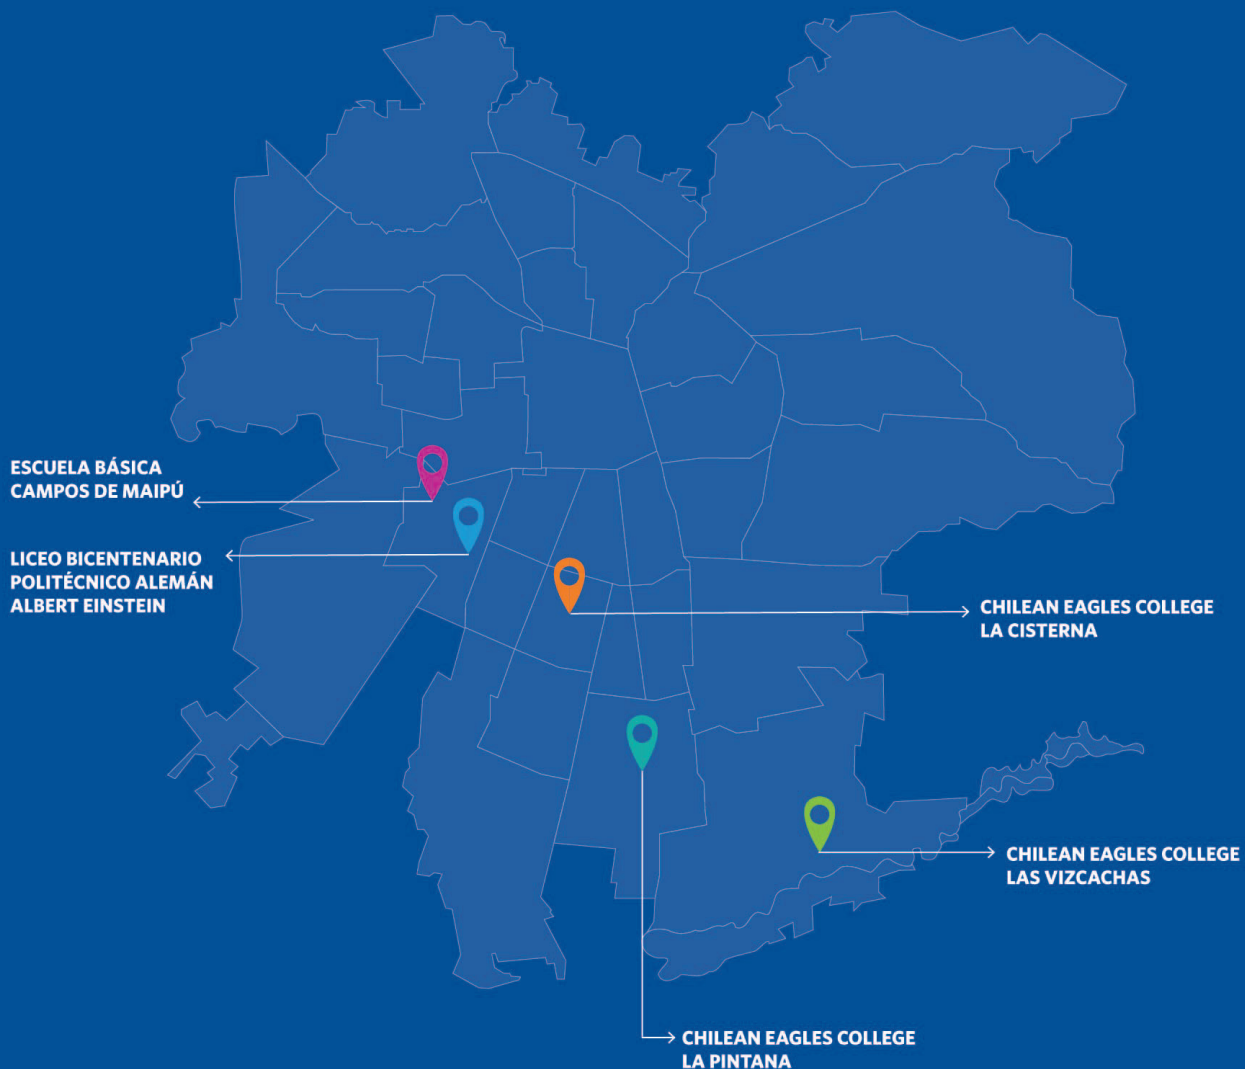 ESCUELA BÁSICA
CAMPOS DE MAIPÚ
LICEO BICENTENARIO
POLITÉCNICO ALEMÁN
ALBERT EINSTEIN
CHILEAN EAGLES COLLEGE
LA CISTERNA
CHILEAN EAGLES COLLEGE
LAS VIZCACHAS
CHILEAN EAGLES COLLEGE
LA PINTANA